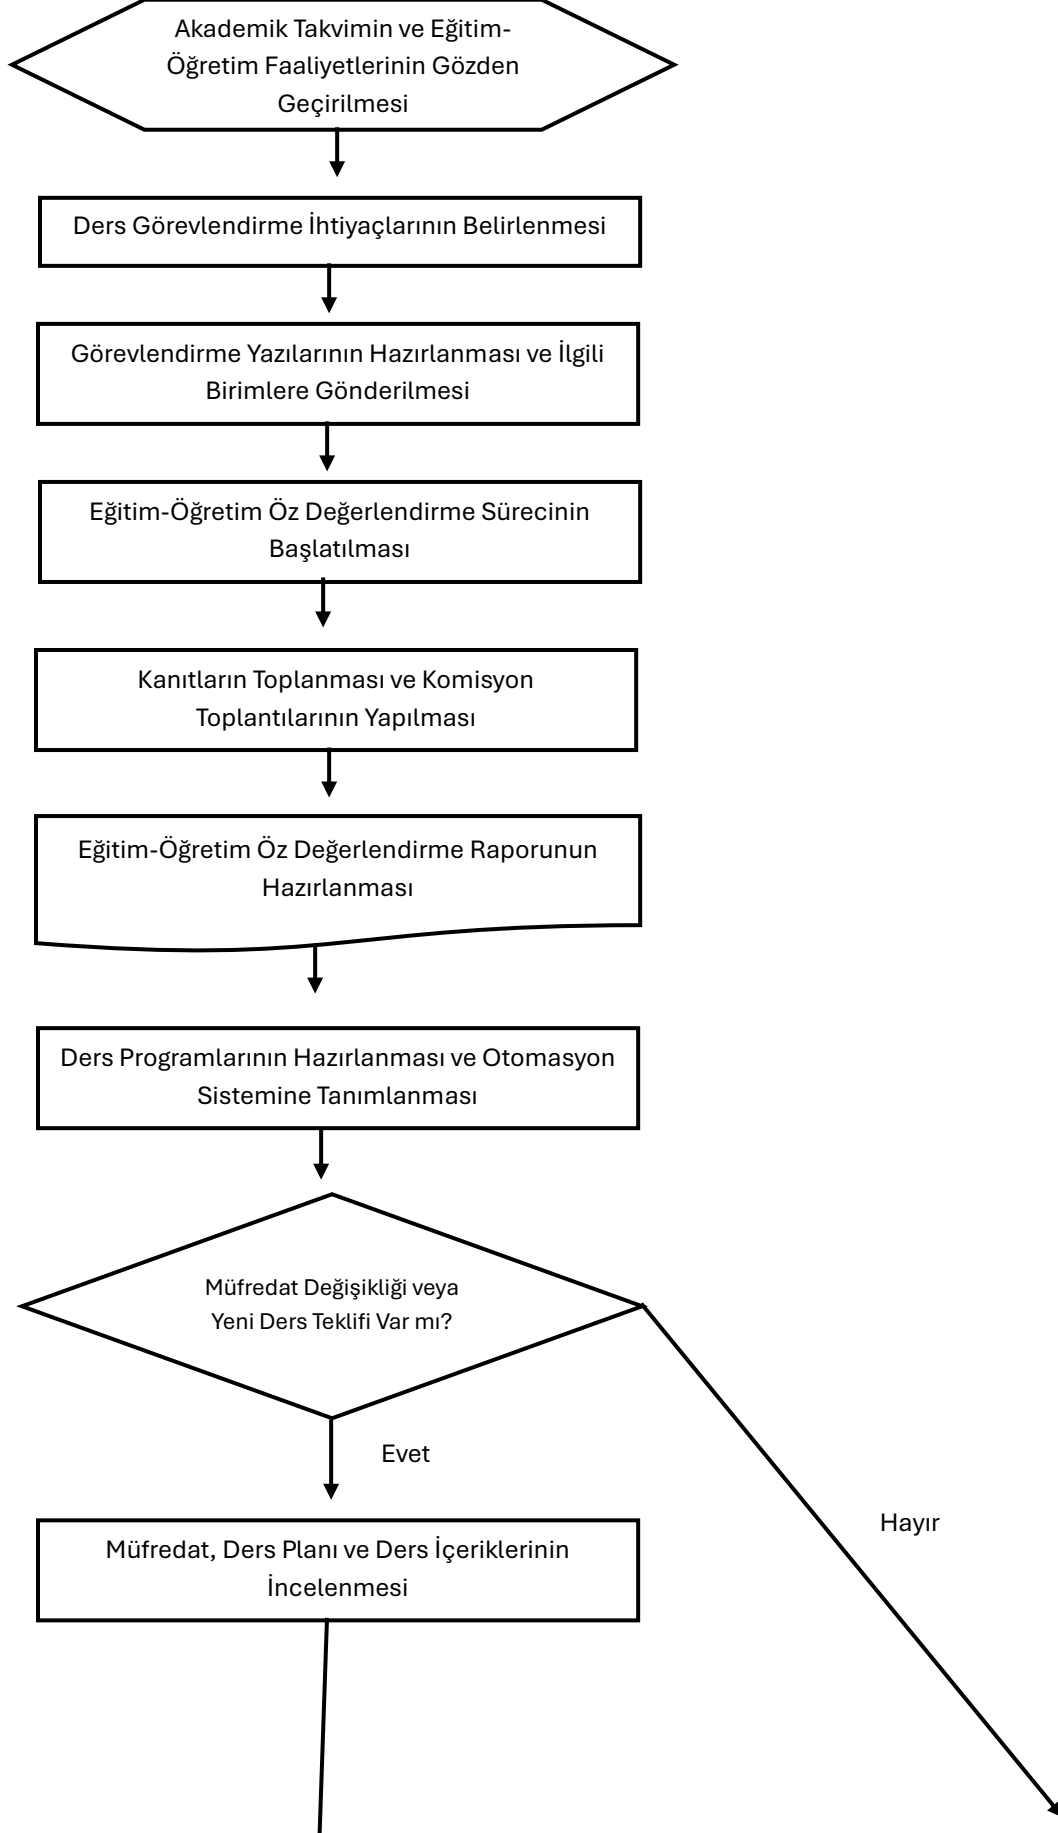 Akademik Takvimin ve Eğitim-
Öğretim Faaliyetlerinin Gözden
Geçirilmesi
Ders Görevlendirme İhtiyaçlarının Belirlenmesi
Görevlendirme Yazılarının Hazırlanması ve İlgili
Birimlere Gönderilmesi
Eğitim-Öğretim Öz Değerlendirme Sürecinin
Başlatılması
Kanıtların Toplanması ve Komisyon
Toplantılarının Yapılması
Eğitim-Öğretim Öz Değerlendirme Raporunun
Hazırlanması
Ders Programlarının Hazırlanması ve Otomasyon
Sistemine Tanımlanması
Müfredat Değişikliği veya
Yeni Ders Teklifi Var mı?
Evet
Hayır
Müfredat, Ders Planı ve Ders İçeriklerinin
İncelenmesi